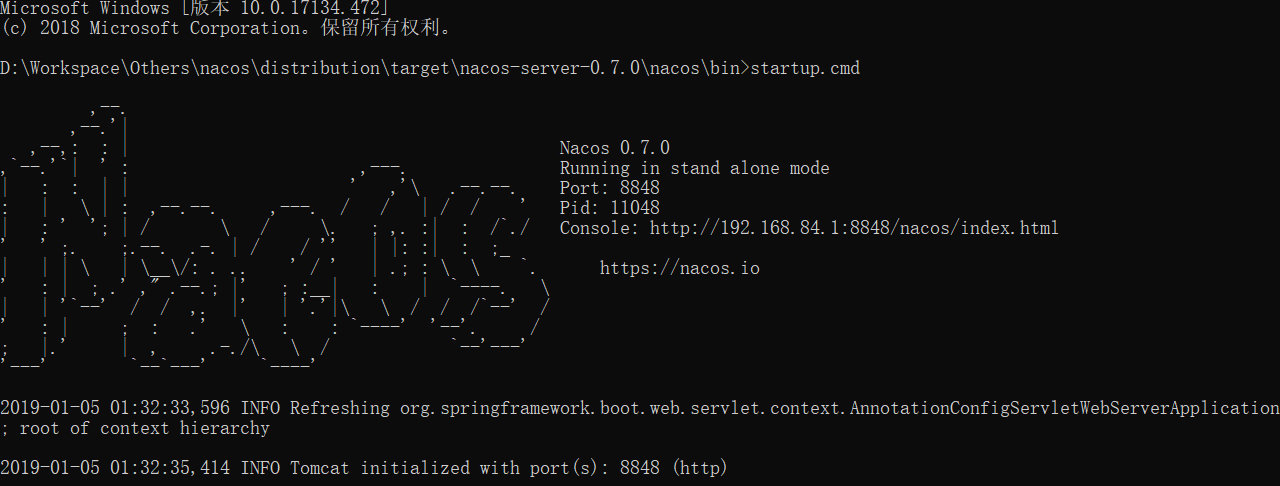 Microsoft Windows [版本 10.0.17134.472]
(c) 2018 Microsoft Corporation。保留所有权利。
D:\Workspace\Others\nacos\distribution\target\nacos-server-0.7.0\nacos\bin>startup.cmd
Nacos 0.7.0
Running in stand alone mode
Port: 8848
Pid: 11048
Console: http://192.168.84.1:8848/nacos/index.html
https://nacos.io
2019-01-05 01:32:33,596 INFO Refreshing org.springframework.boot.web.servlet.context.AnnotationConfigServletWebServerApplication
; root of context hierarchy
2019-01-05 01:32:35,414 INFO Tomcat initialized with port(s): 8848 (http)